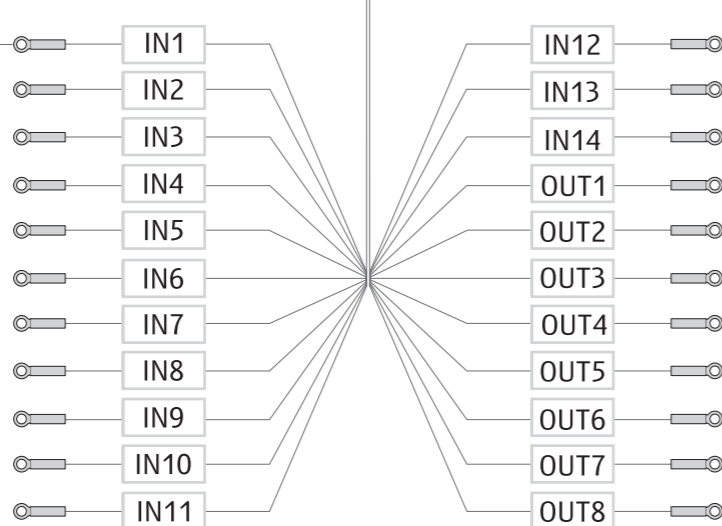 IN1
IN2
IN3
IN4
IN5
IN6
IN7
IN8
IN9
IN10
IN11
IN12
IN13
IN14
OUT1
OUT2
OUT3
OUT4
OUT5
OUT6
OUT7
OUT8